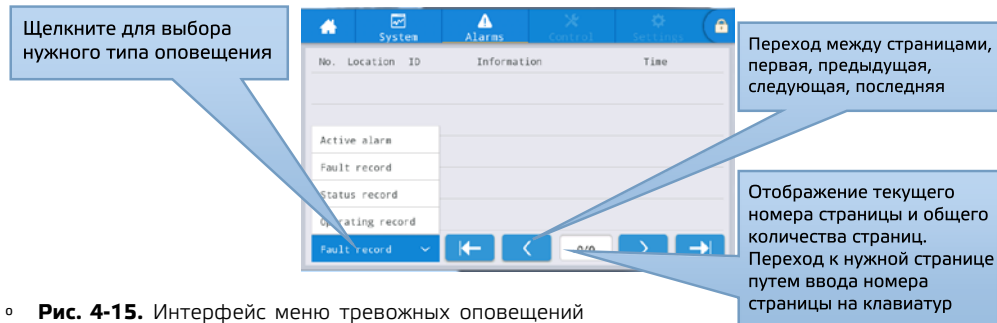 Щелкните для выбора
нужного типа оповещения
System
Alarms
Control
Settings
No. Location ID Information Time
Active alarm
Fault record
Status record
Operating record
Fault record
0/0
Переход между страницами,
первая, предыдущая,
следующая, последняя
Отображение текущего
номера страницы и общего
количества страниц.
Переход к нужной странице
путем ввода номера
страницы на клавиатур
º Рис. 4-15. Интерфейс меню тревожных оповещений